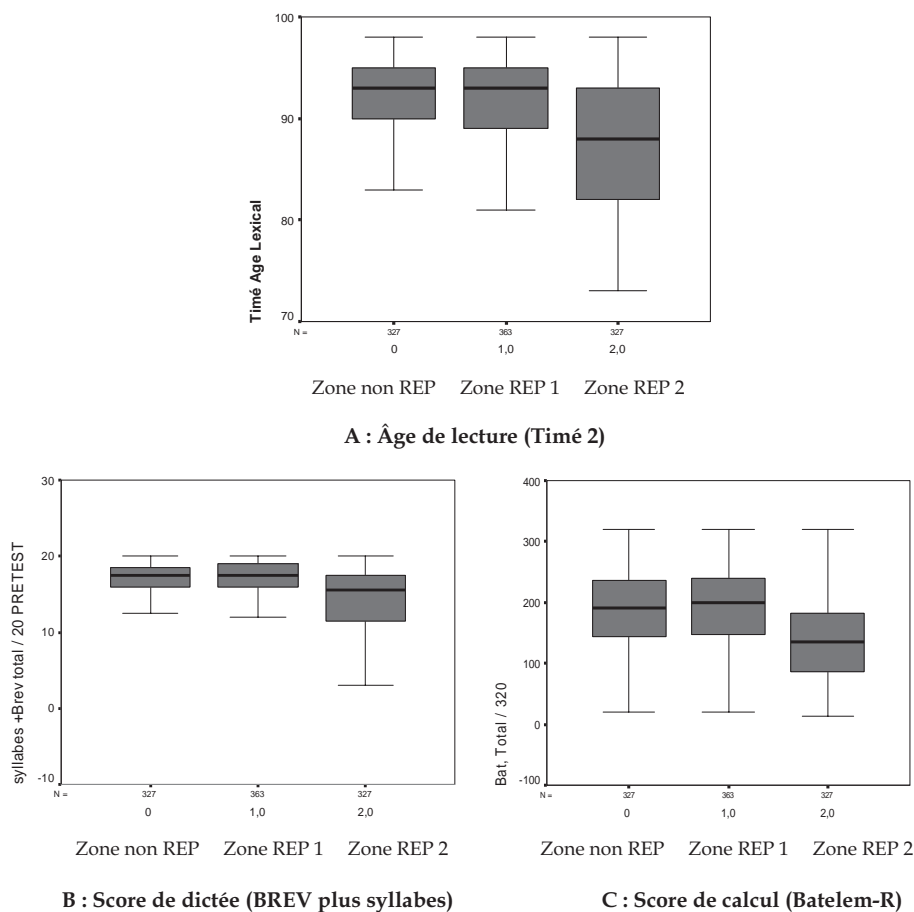 100
90
80
70
Timé Age Lexical
N = 327 363 327
0 1,0 2,0
Zone non REP Zone REP 1 Zone REP 2
A : Âge de lecture (Timé 2)
30
20
10
0
-10
syllabes +Brev total / 20 PRETEST
N = 327 363 327
0 1,0 2,0
Zone non REP Zone REP 1 Zone REP 2
B : Score de dictée (BREV plus syllabes)
400
300
200
100
0
-100
Bat, Total / 320
N = 327 363 327
0 1,0 2,0
Zone non REP Zone REP 1 Zone REP 2
C : Score de calcul (Batelem-R)